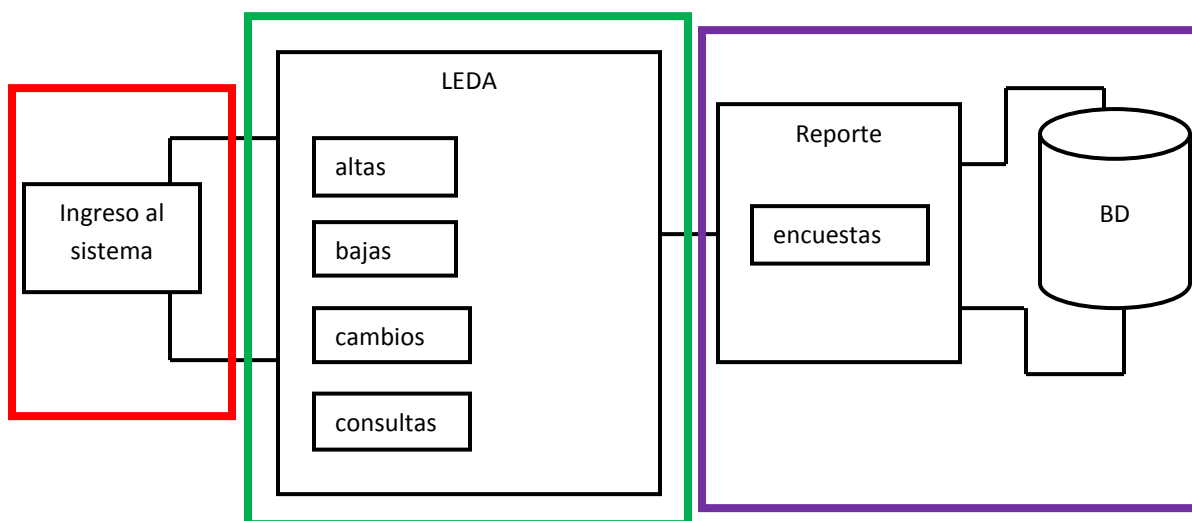 Ingreso al
sistema
LEDA
altas
bajas
cambios
consultas
Reporte
encuestas
BD